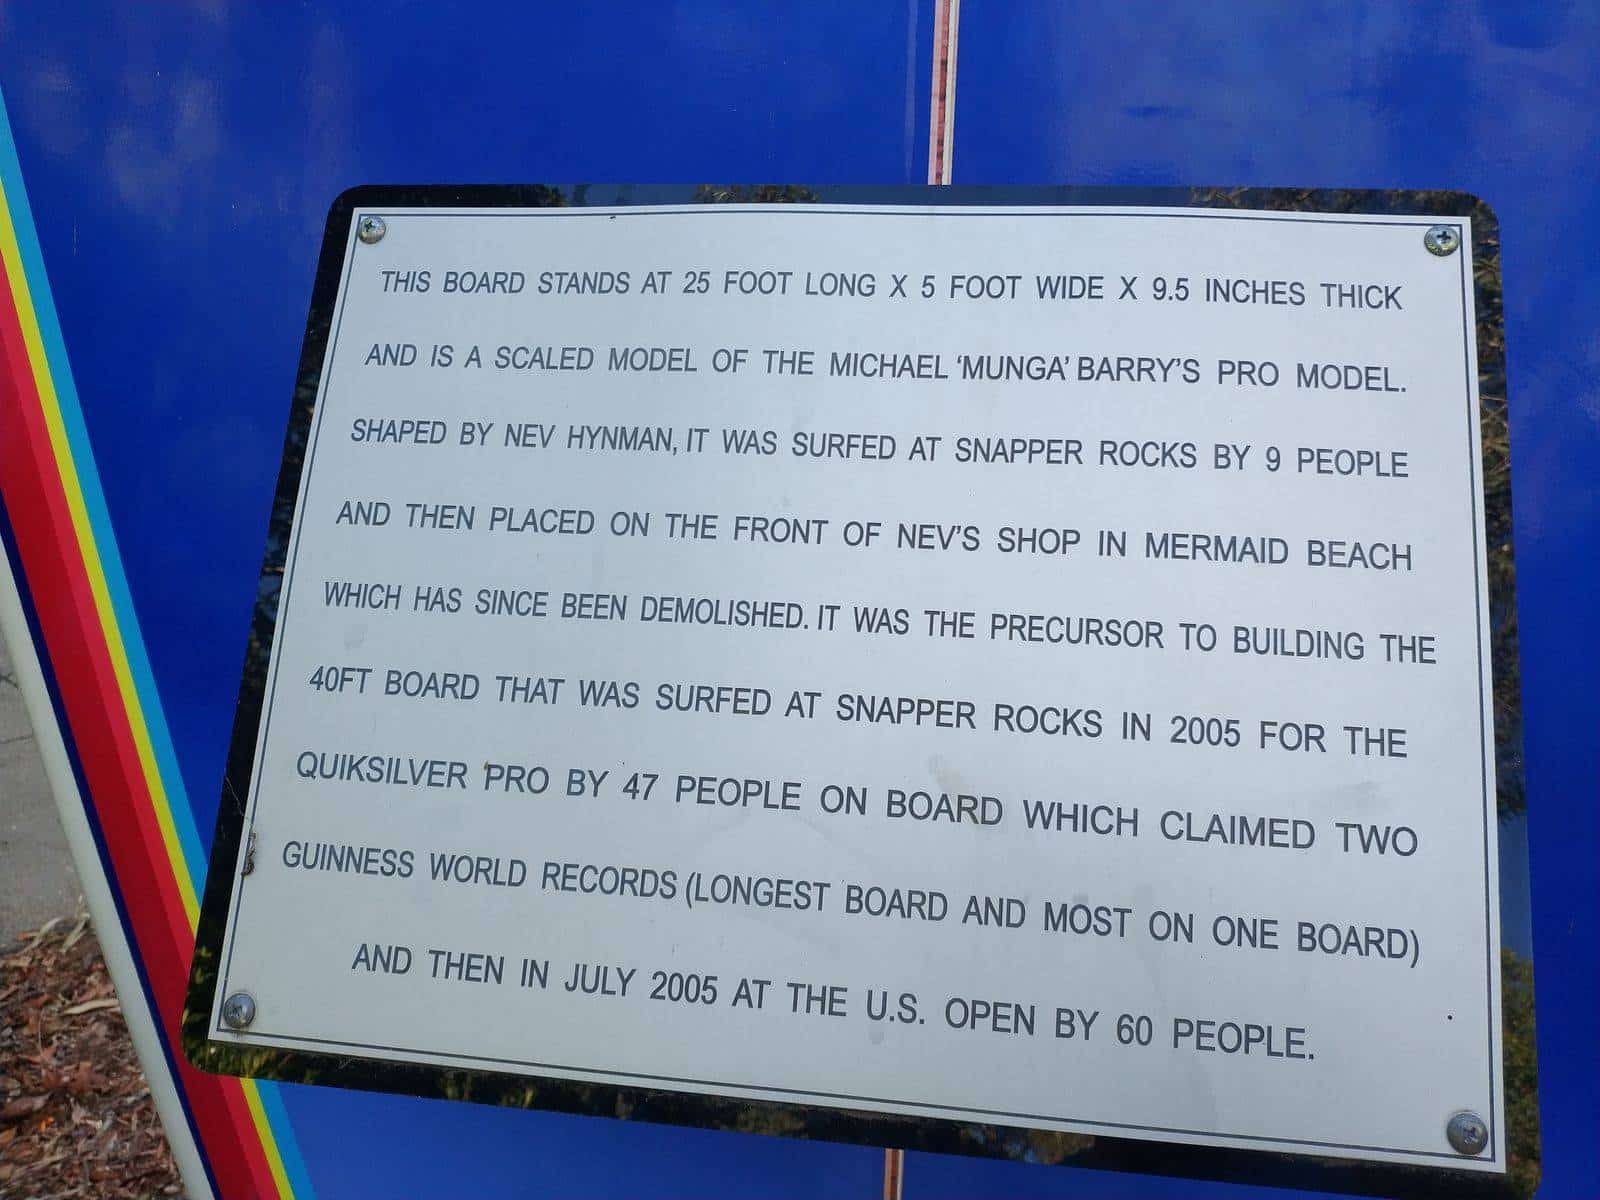 THIS BOARD STANDS AT 25 FOOT LONG X 5 FOOT WIDE X 9.5 INCHES THICK
AND IS A SCALED MODEL OF THE MICHAEL 'MUNGA' BARRY'S PRO MODEL.
SHAPED BY NEV HYNMAN, IT WAS SURFED AT SNAPPER ROCKS BY 9 PEOPLE
AND THEN PLACED ON THE FRONT OF NEV'S SHOP IN MERMAID BEACH
WHICH HAS SINCE BEEN DEMOLISHED. IT WAS THE PRECURSOR TO BUILDING THE
40FT BOARD THAT WAS SURFED AT SNAPPER ROCKS IN 2005 FOR THE
QUIKSILVER PRO BY 47 PEOPLE ON BOARD WHICH CLAIMED TWO
GUINNESS WORLD RECORDS (LONGEST BOARD AND MOST ON ONE BOARD)
AND THEN IN JULY 2005 AT THE U.S. OPEN BY 60 PEOPLE.